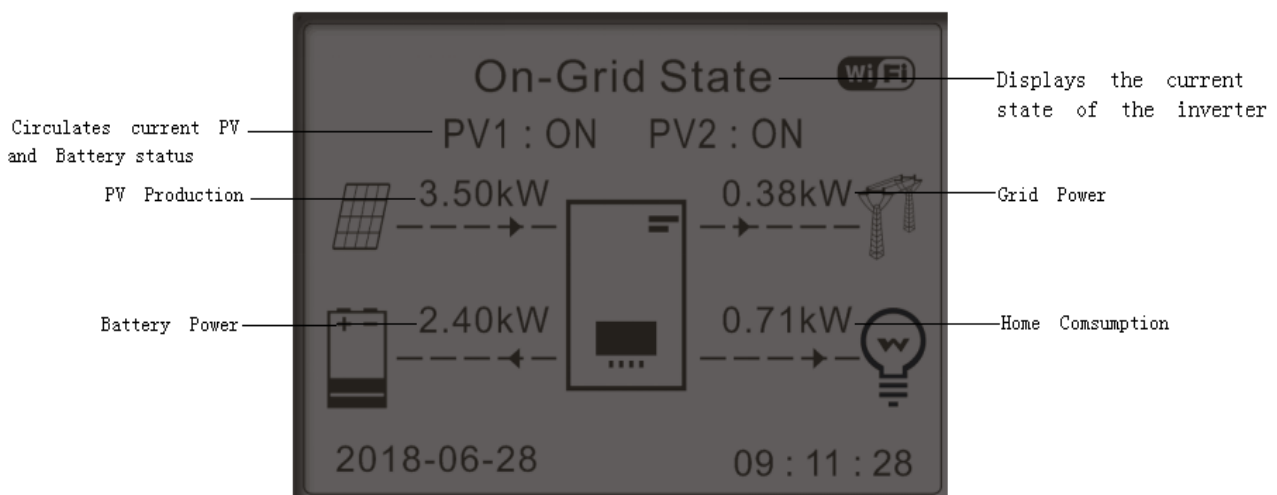 On-Grid State
WiFi
Displays the current
state of the inverter
Circulates current PV
and Battery status
PV1 : ON PV2 : ON
PV Production
3.50kW
0.38kW
Grid Power
Battery Power
+ -
2.40kW
0.71kW
Home Comsumption
2018-06-28
09 : 11 : 28